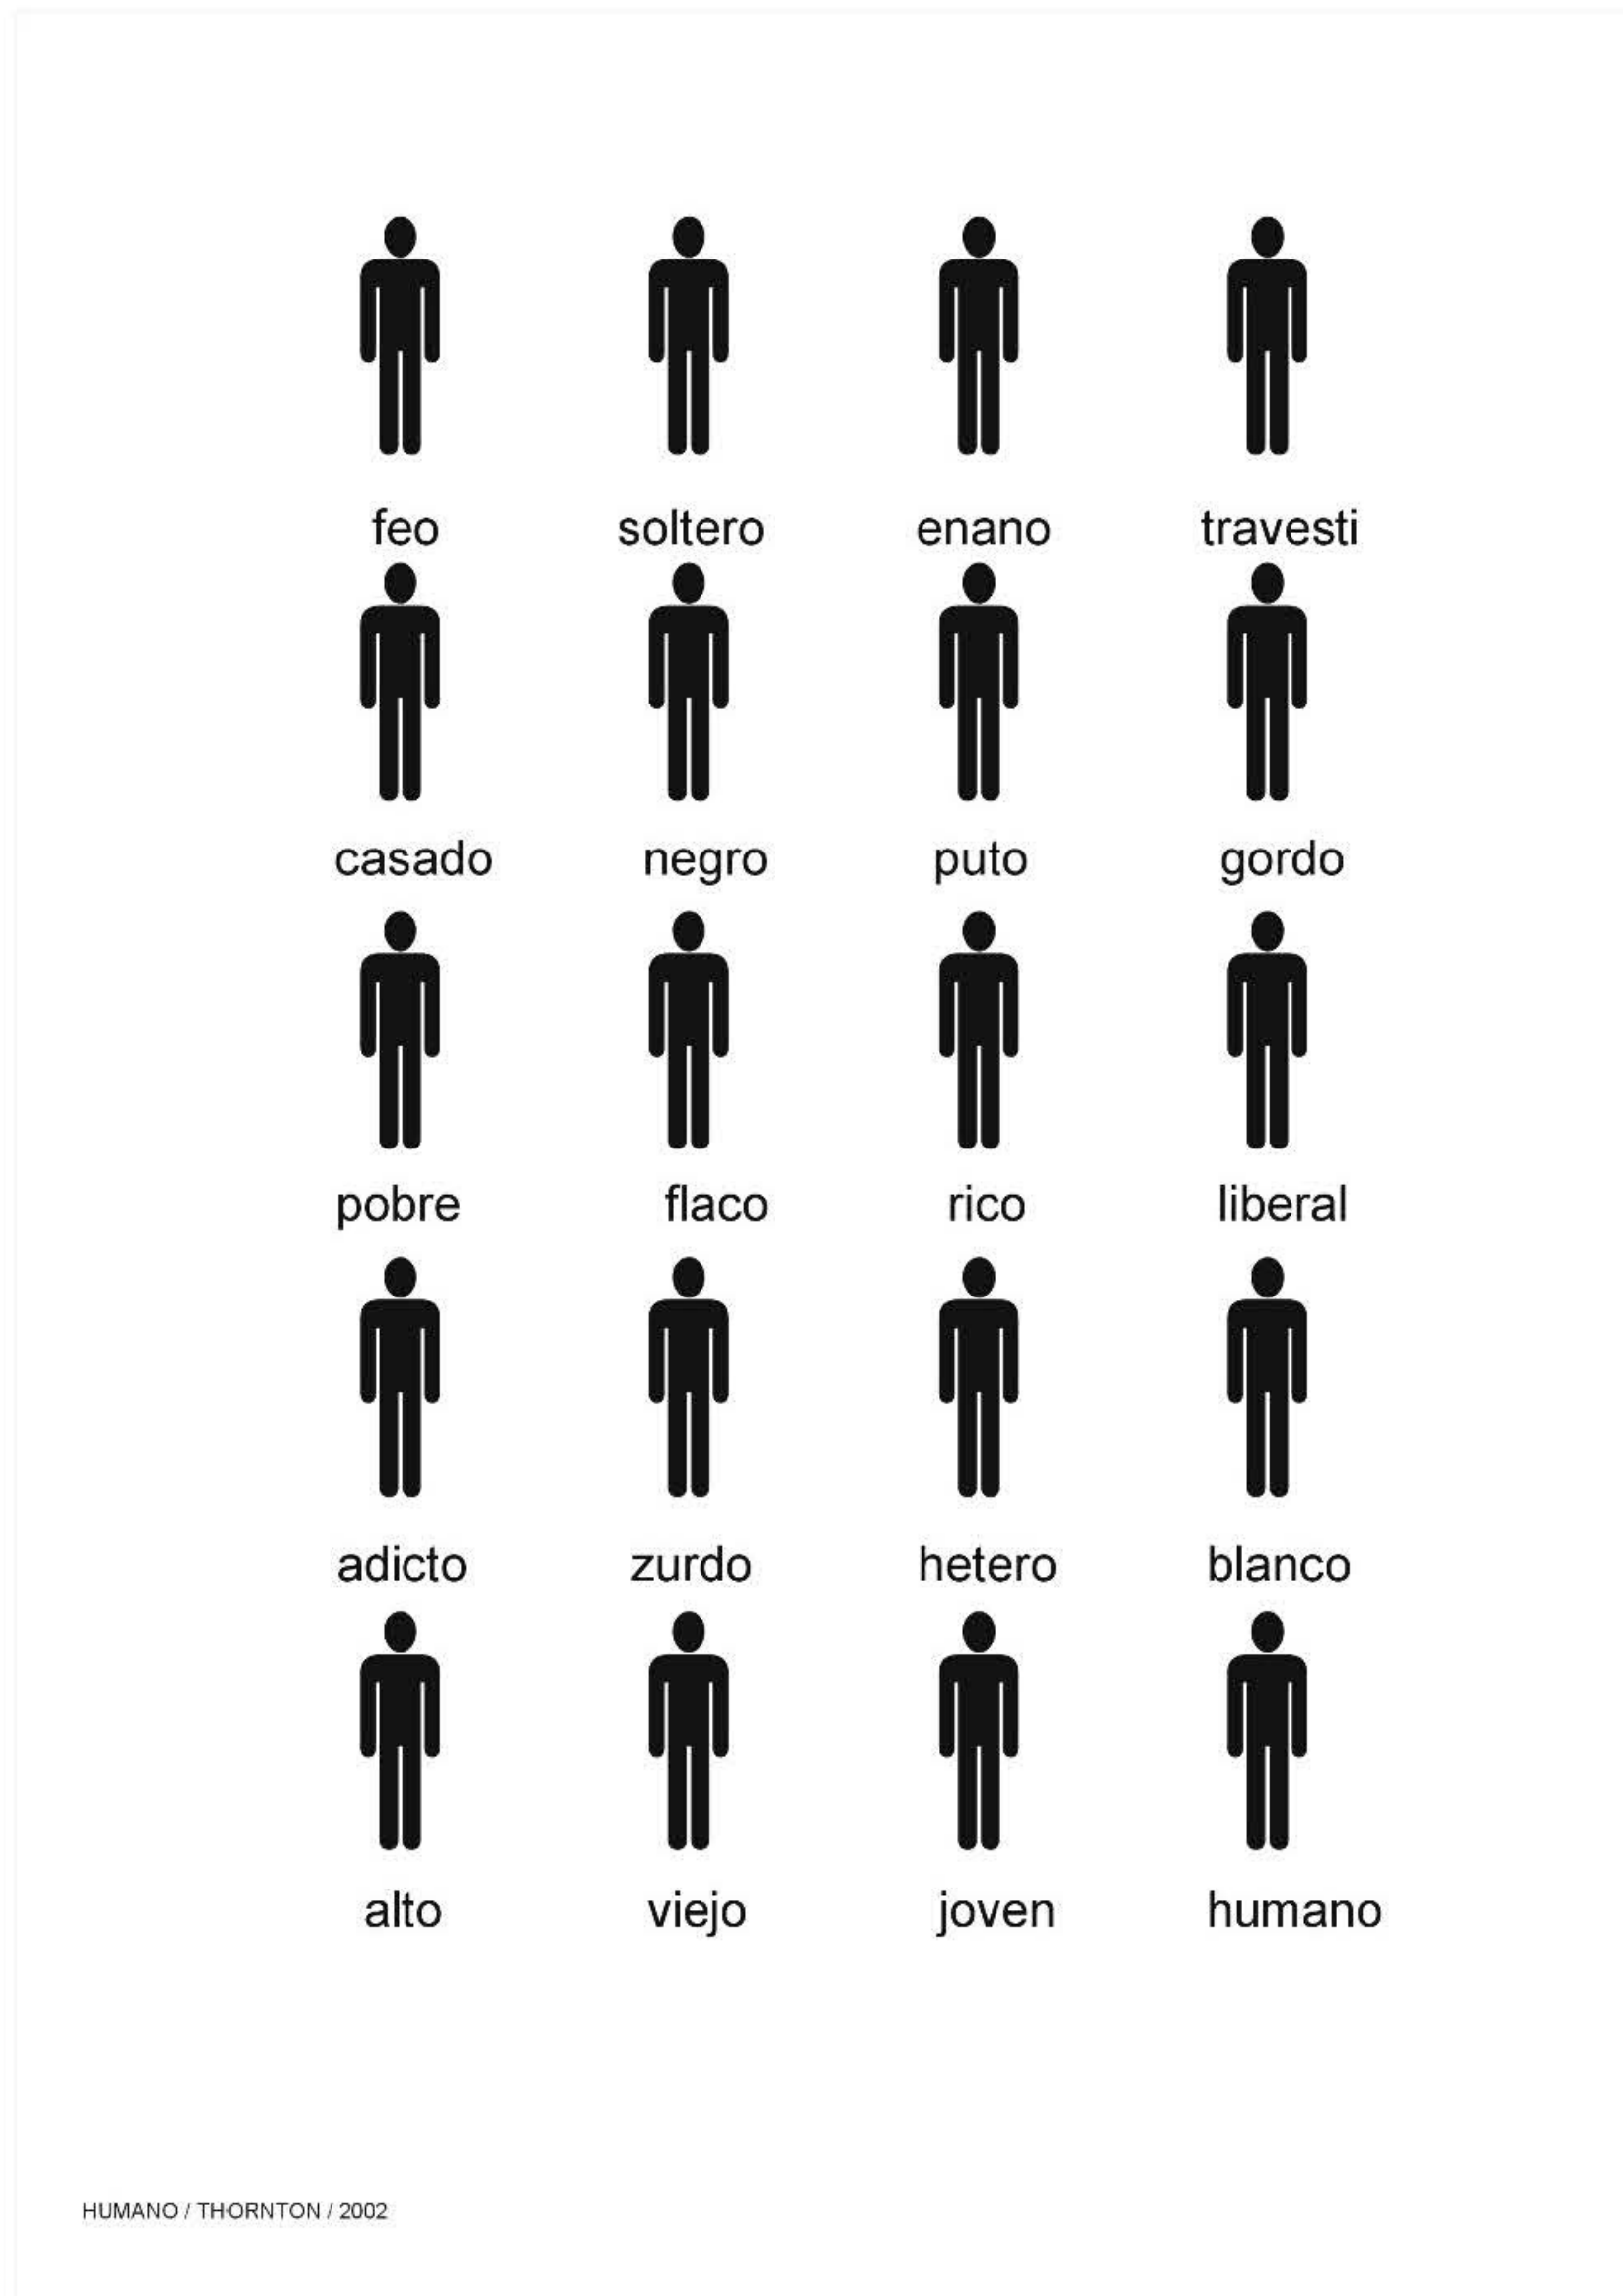 feo soltero enano travesti
casado negro puto gordo
pobre flaco rico liberal
adicto zurdo hetero blanco
alto viejo joven humano
HUMANO / THORNTON / 2002